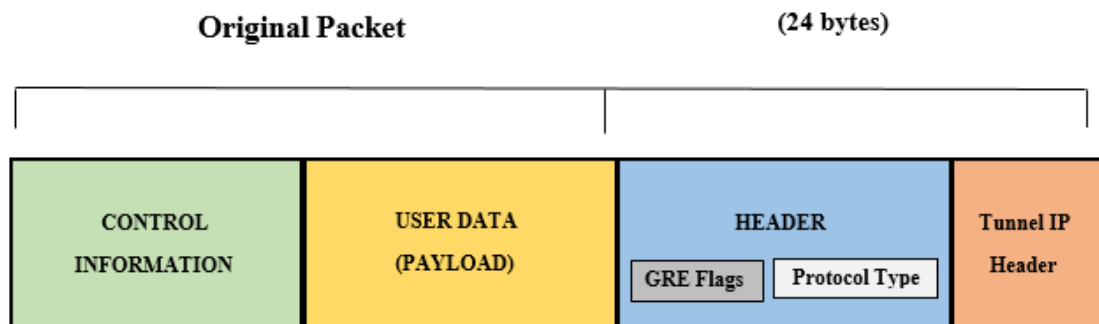 Original Packet
(24 bytes)
CONTROL
INFORMATION
USER DATA
(PAYLOAD)
HEADER
GRE Flags
Protocol Type
Tunnel IP
Header